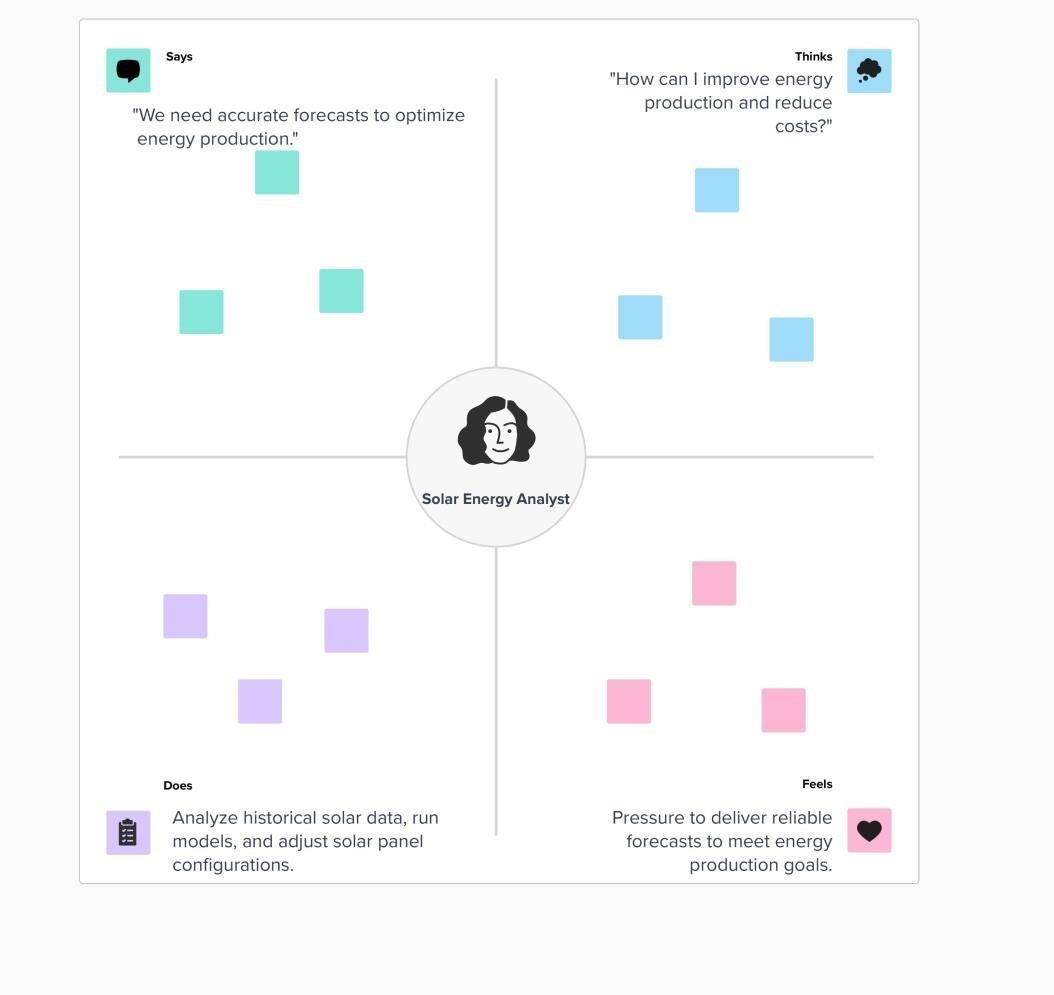 Says
"We need accurate forecasts to optimize
energy production."
Thinks
"How can I improve energy
production and reduce
costs?"
Solar Energy Analyst
Does
Analyze historical solar data, run
models, and adjust solar panel
configurations.
Feels
Pressure to deliver reliable
forecasts to meet energy
production goals.